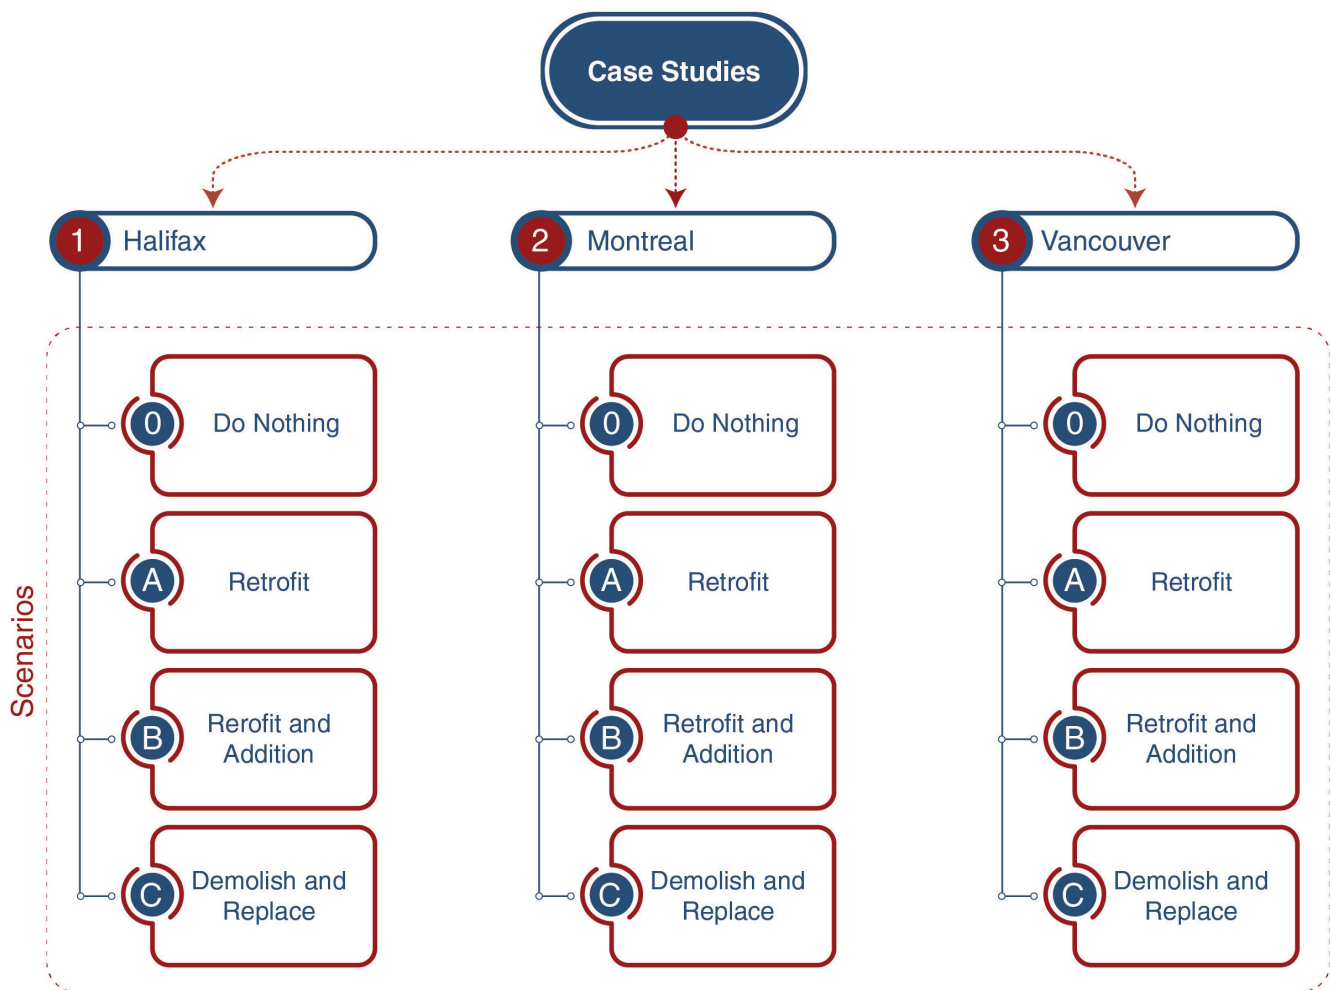 Case Studies
1 Halifax
2 Montreal
3 Vancouver
Scenarios
0 Do Nothing
A Retrofit
B Rerofit and
Addition
C Demolish and
Replace
0 Do Nothing
A Retrofit
B Retrofit and
Addition
C Demolish and
Replace
0 Do Nothing
A Retrofit
B Retrofit and
Addition
C Demolish and
Replace